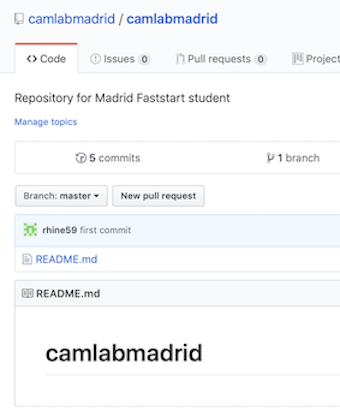 camlabmadrid / camlabmadrid
Code Issues 0 Pull requests 0 Project
Repository for Madrid Faststart student
Manage topics
5 commits 1 branch
Branch: master New pull request
rhine59 first commit
README.md
README.md
camlabmadrid